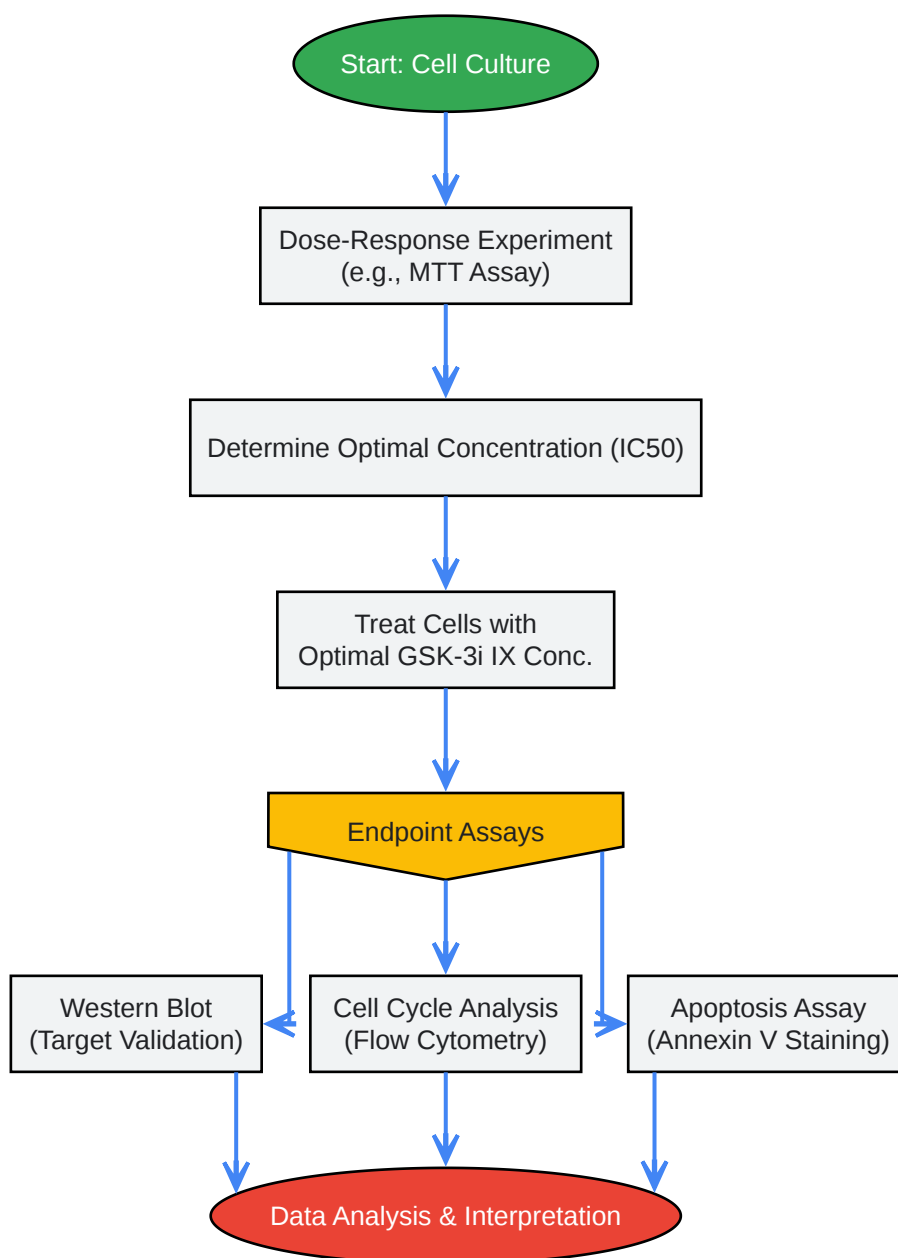 Start: Cell Culture
Dose-Response Experiment
(e.g., MTT Assay)
Determine Optimal Concentration (IC50)
Treat Cells with
Optimal GSK-3i IX Conc.
Endpoint Assays
Western Blot
(Target Validation)
Cell Cycle Analysis
(Flow Cytometry)
Apoptosis Assay
(Annexin V Staining)
Data Analysis & Interpretation